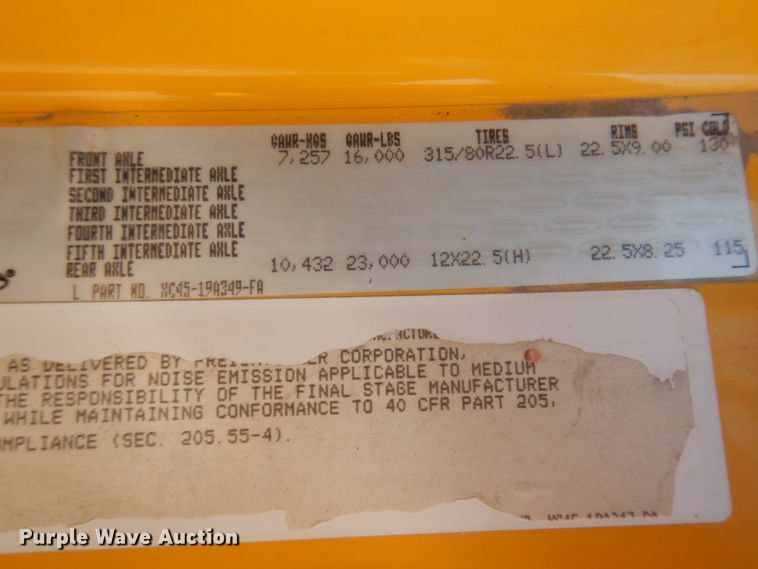 GAWR-KGS GAWR-LBS TIRES RIMS PSI COLD
FRONT AXLE 7,257 16,000 315/80R22.5(L) 22.5X9.00 130
FIRST INTERMEDIATE AXLE
SECOND INTERMEDIATE AXLE
THIRD INTERMEDIATE AXLE
FOURTH INTERMEDIATE AXLE
FIFTH INTERMEDIATE AXLE
REAR AXLE 10,432 23,000 12X22.5(H) 22.5X8.25 115
L PART NO. XC45-19A349-FA
AS DELIVERED BY CORPORATION,
ULATIONS FOR NOISE EMISSION APPLICABLE TO MEDIUM
THE RESPONSIBILITY OF THE FINAL STAGE MANUFACTURER
WHILE MAINTAINING CONFORMANCE TO 40 CFR PART 205,
OMPLIANCE (SEC. 205.55-4).
Purple Wave Auction